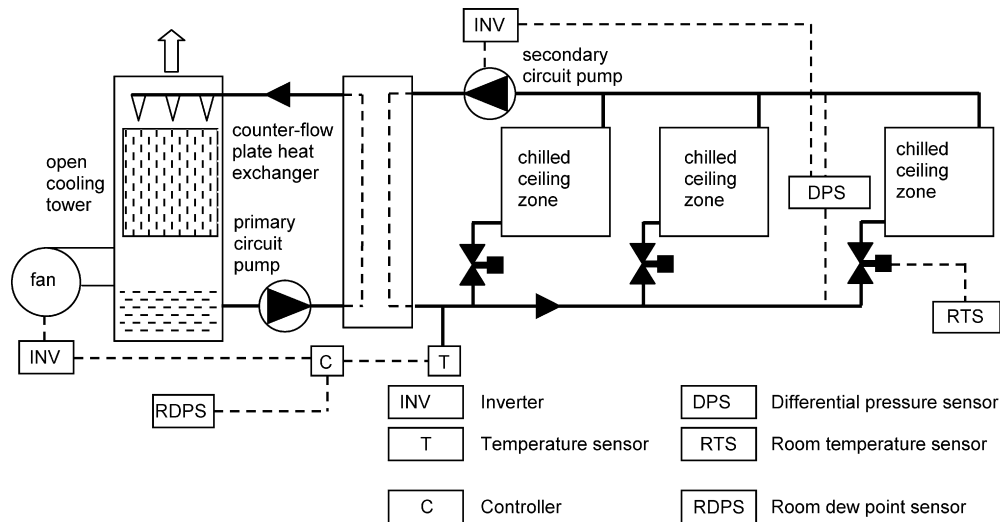 INV
secondary
circuit pump
counter-flow
plate heat
exchanger
open
cooling
tower
chilled
ceiling
zone
chilled
ceiling
zone
chilled
ceiling
zone
DPS
primary
circuit
pump
fan
RTS
INV
C
T
RDPS
INV Inverter
DPS Differential pressure sensor
T Temperature sensor
RTS Room temperature sensor
C Controller
RDPS Room dew point sensor